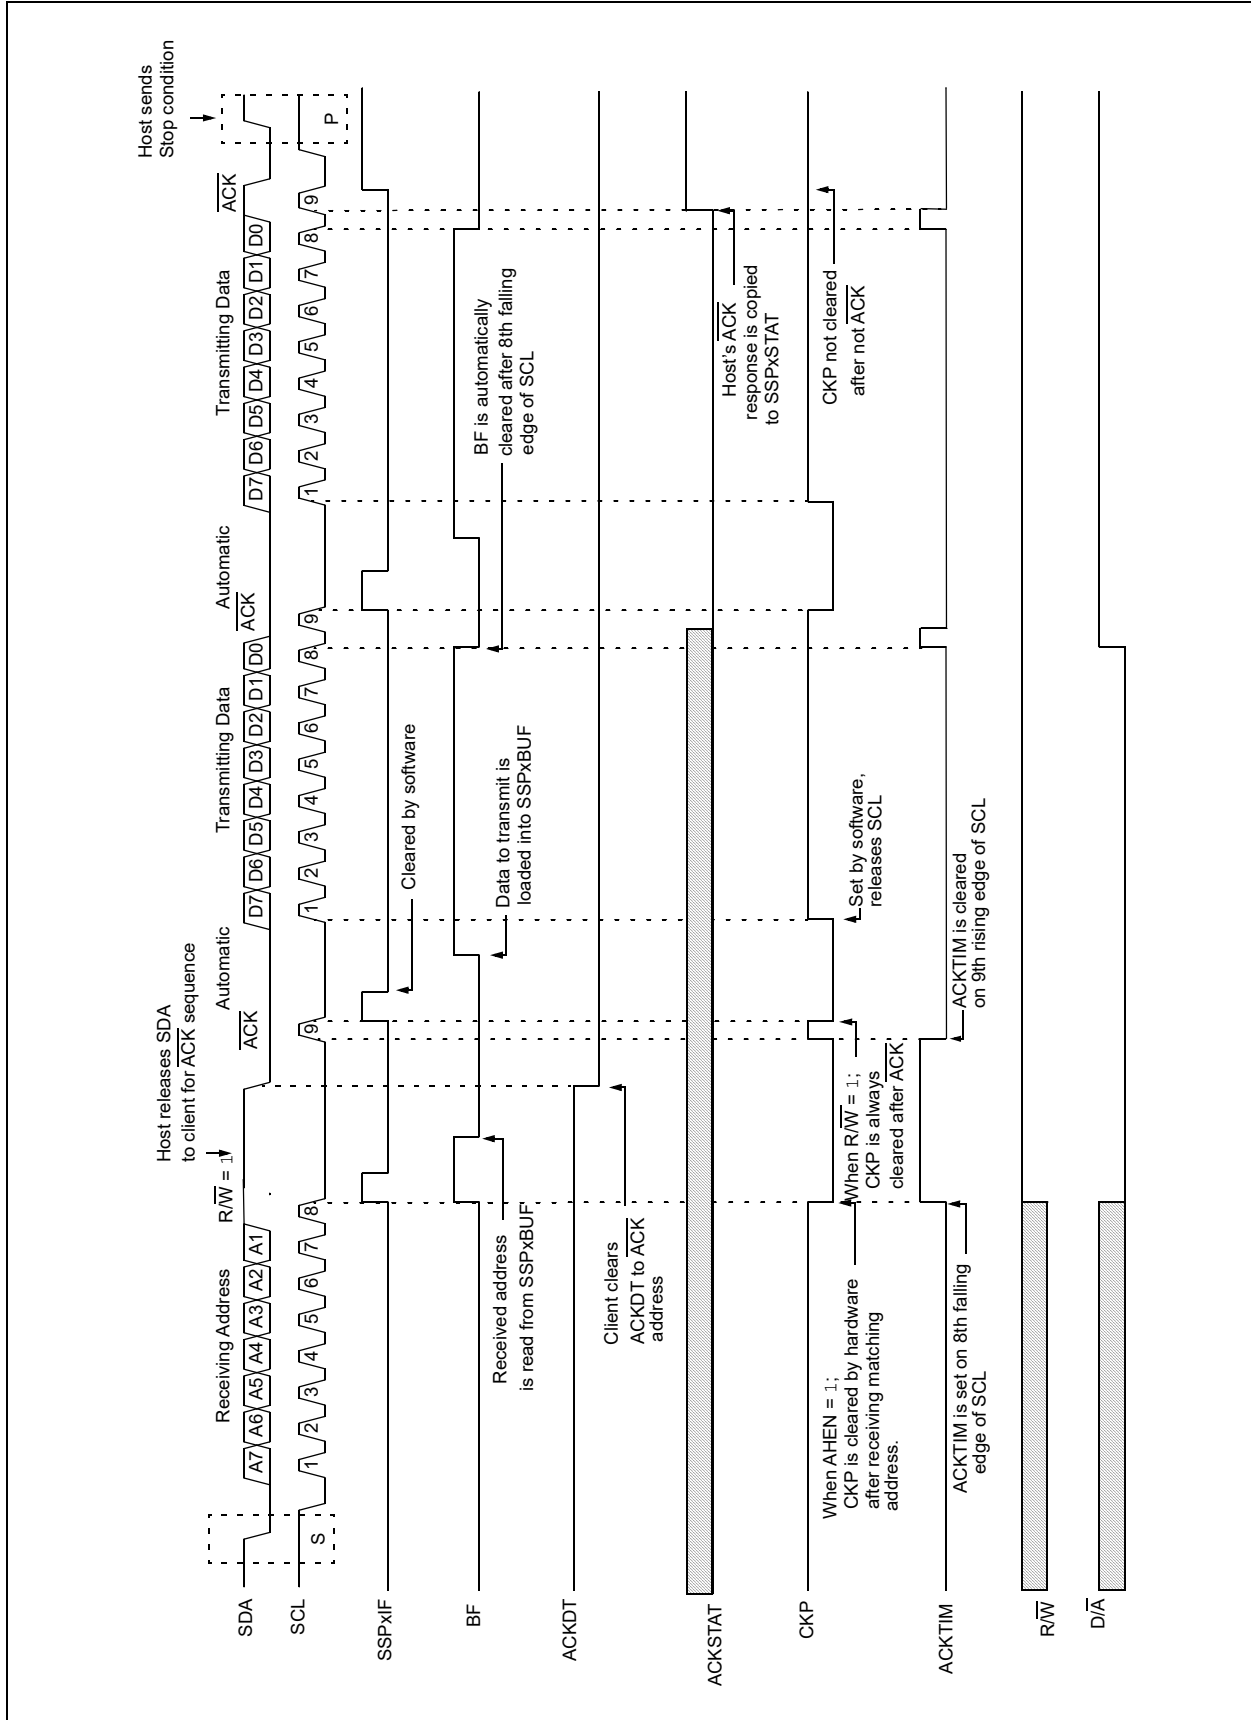 Host sends
Stop condition
Host releases SDA
to client for ACK sequence
Receiving Address
R/W = 1
Automatic
ACK
Transmitting Data
Automatic
ACK
Transmitting Data
ACK
SDA
A7 A6 A5 A4 A3 A2 A1
D7 D6 D5 D4 D3 D2 D1 D0
D7 D6 D5 D4 D3 D2 D1 D0
SCL
S
1 2 3 4 5 6 7 8 9
1 2 3 4 5 6 7 8 9
1 2 3 4 5 6 7 8 9
P
SSPxIF
Cleared by software
BF
Received address
is read from SSPxBUF
Data to transmit is
loaded into SSPxBUF
BF is automatically
cleared after 8th falling
edge of SCL
ACKDT
Client clears
ACKDT to ACK
address
ACKSTAT
Host's ACK
response is copied
to SSPxSTAT
CKP
When AHEN = 1;
CKP is cleared by hardware
after receiving matching
address.
When R/W = 1;
CKP is always
cleared after ACK
Set by software,
releases SCL
CKP not cleared
after not ACK
ACKTIM
ACKTIM is set on 8th falling
edge of SCL
ACKTIM is cleared
on 9th rising edge of SCL
R/W
D/A